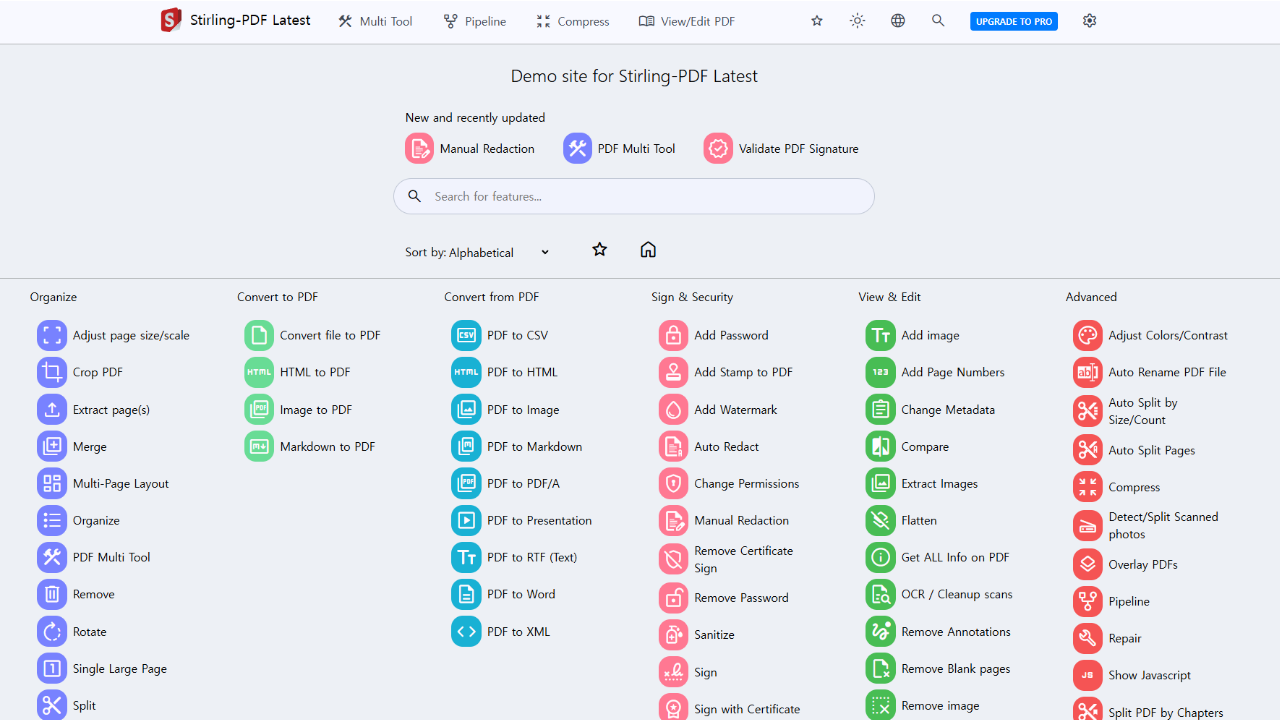 Stirling-PDF Latest
Multi Tool
Pipeline
Compress
View/Edit PDF
UPGRADE TO PRO
Demo site for Stirling-PDF Latest
New and recently updated
Manual Redaction
PDF Multi Tool
Validate PDF Signature
Search for features...
Sort by: Alphabetical
Organize
Adjust page size/scale
Crop PDF
Extract page(s)
Merge
Multi-Page Layout
Organize
PDF Multi Tool
Remove
Rotate
Single Large Page
Split
Convert to PDF
Convert file to PDF
HTML
HTML to PDF
PDF
Image to PDF
Markdown to PDF
Convert from PDF
CSV
PDF to CSV
HTML
PDF to HTML
PDF to Image
PDF to Markdown
PDF
PDF to PDF/A
PDF to Presentation
Tт
PDF to RTF (Text)
PDF to Word
PDF to XML
Sign & Security
Add Password
Add Stamp to PDF
Add Watermark
Auto Redact
Change Permissions
Manual Redaction
Remove Certificate
Sign
Remove Password
Sanitize
Sign
Sign with Certificate
View & Edit
Tт
Add image
123
Add Page Numbers
Change Metadata
Compare
Extract Images
Flatten
Get ALL Info on PDF
OCR / Cleanup scans
Remove Annotations
Remove Blank pages
Remove image
Advanced
Adjust Colors/Contrast
ab
Auto Rename PDF File
Auto Split by
Size/Count
Auto Split Pages
Compress
Detect/Split Scanned
photos
Overlay PDFs
Pipeline
Repair
JS
Show Javascript
Split PDF by Chapters